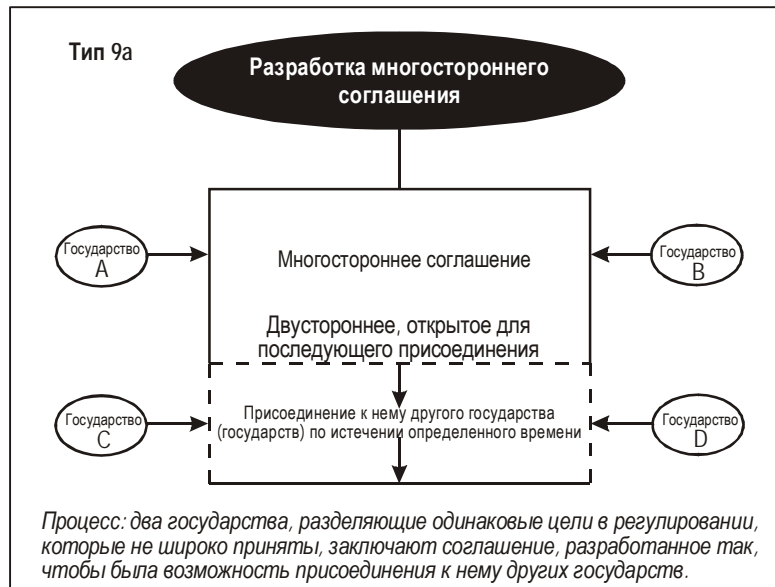 Тип 9а
Разработка многостороннего
соглашения
Государство
A
Многостороннее соглашение
Государство
B
Двустороннее, открытое для
последующего присоединения
Государство
C
Присоединение к нему другого государства
(государств) по истечении определенного времени
Государство
D
Процесс: два государства, разделяющие одинаковые цели в регулировании,
которые не широко приняты, заключают соглашение, разработанное так,
чтобы была возможность присоединения к нему других государств.